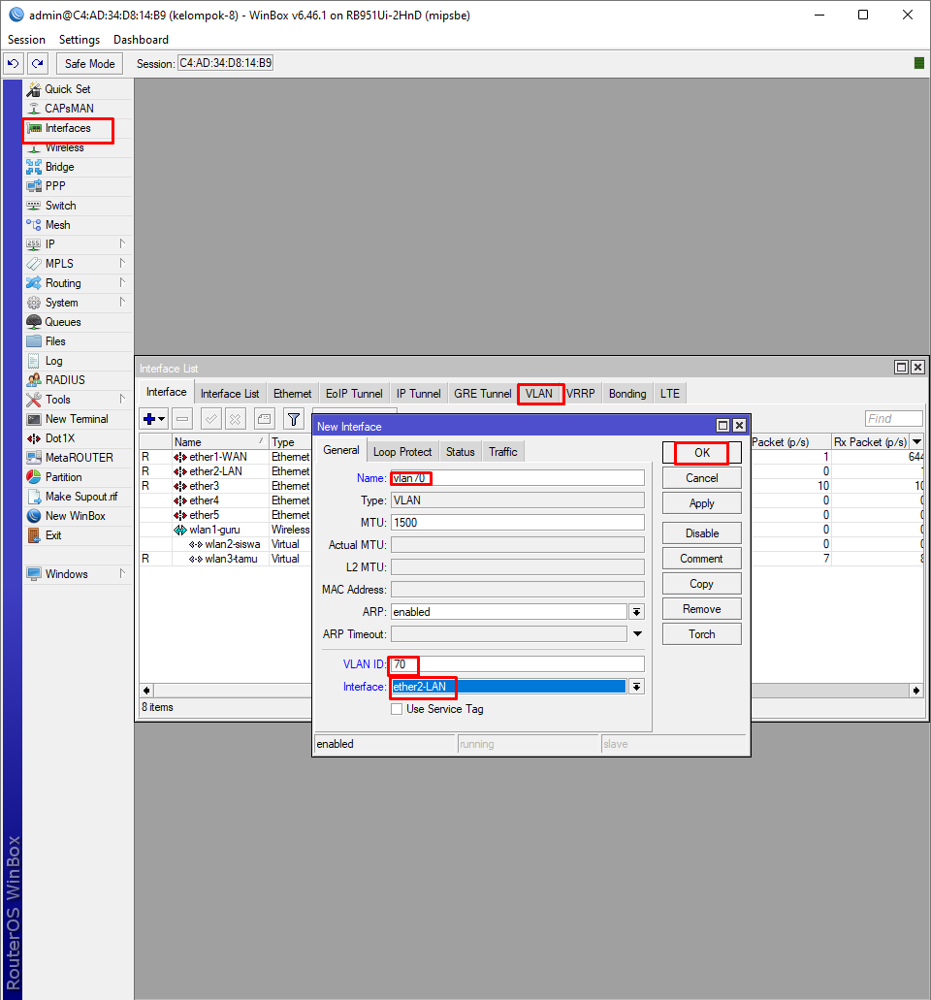 admin@C4:AD:34:D8:14:B9 (kelompok-8) - WinBox v6.46.1 on RB951Ui-2HnD (mipsbe)
Session Settings Dashboard
Safe Mode Session: C4:AD:34:D8:14:B9
Quick Set
CAPsMAN
Interfaces
Wireless
Bridge
PPP
Switch
Mesh
IP
MPLS
Routing
System
Queues
Files
Log
RADIUS
Tools
New Terminal
Dot1X
MetaROUTER
Partition
Make Supout.rif
New WinBox
Exit
Windows
RouterOS WinBox
Interface List
Interface Interface List Ethernet EoIP Tunnel IP Tunnel GRE Tunnel VLAN VRRP Bonding LTE
Find
Name Type Packet (p/s) Rx Packet (p/s)
R ether1-WAN Ethernet 1 644
R ether2-LAN Ethernet 0
R ether3 Ethernet 10 10
ether4 Ethernet 0 0
ether5 Ethernet 0 0
wlan1-guru Wireless 0 0
wlan2-siswa Virtual 0 0
R wlan3-tamu Virtual 7 8
8 items
New Interface
General Loop Protect Status Traffic
Name: vlan70
Type: VLAN
MTU: 1500
Actual MTU:
L2 MTU:
MAC Address:
ARP: enabled
ARP Timeout:
VLAN ID: 70
Interface: ether2-LAN
Use Service Tag
OK
Cancel
Apply
Disable
Comment
Copy
Remove
Torch
enabled running slave